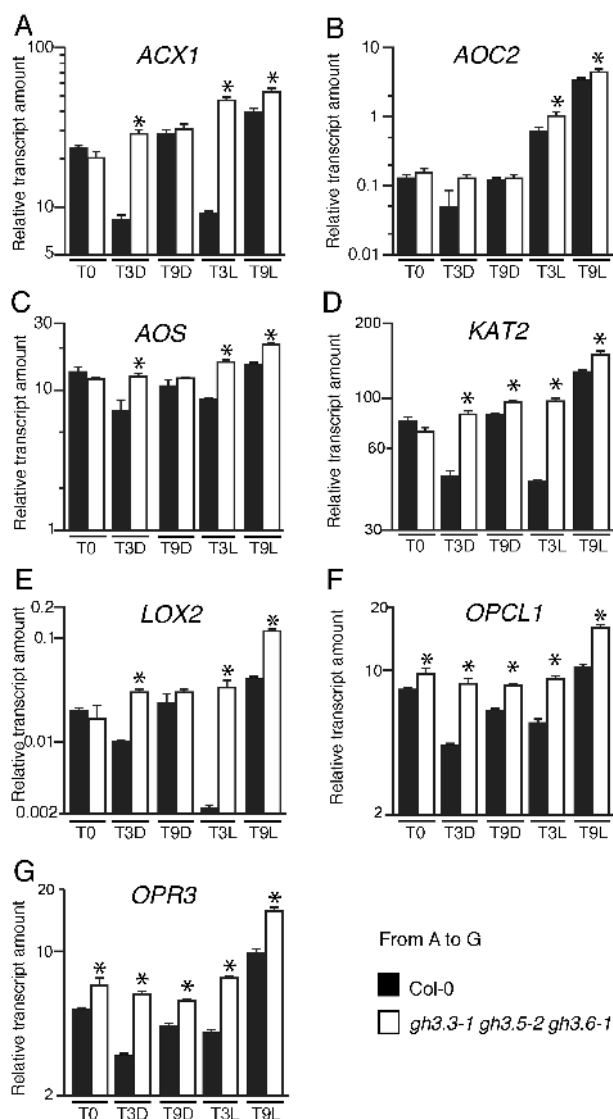 A
ACX1
Relative transcript amount
100
10
5
T0 T3D T9D T3L T9L
* * *
B
AOC2
Relative transcript amount
10
1
0.1
0.01
T0 T3D T9D T3L T9L
* *
C
AOS
Relative transcript amount
30
10
1
T0 T3D T9D T3L T9L
* * *
D
KAT2
Relative transcript amount
200
100
60
30
T0 T3D T9D T3L T9L
* * * *
E
LOX2
Relative transcript amount
0.2
0.1
0.01
0.002
T0 T3D T9D T3L T9L
* * *
F
OPCL1
Relative transcript amount
20
10
2
T0 T3D T9D T3L T9L
* * * * *
G
OPR3
Relative transcript amount
20
10
2
T0 T3D T9D T3L T9L
* * * * *
From A to G
Col-0
gh3.3-1 gh3.5-2 gh3.6-1